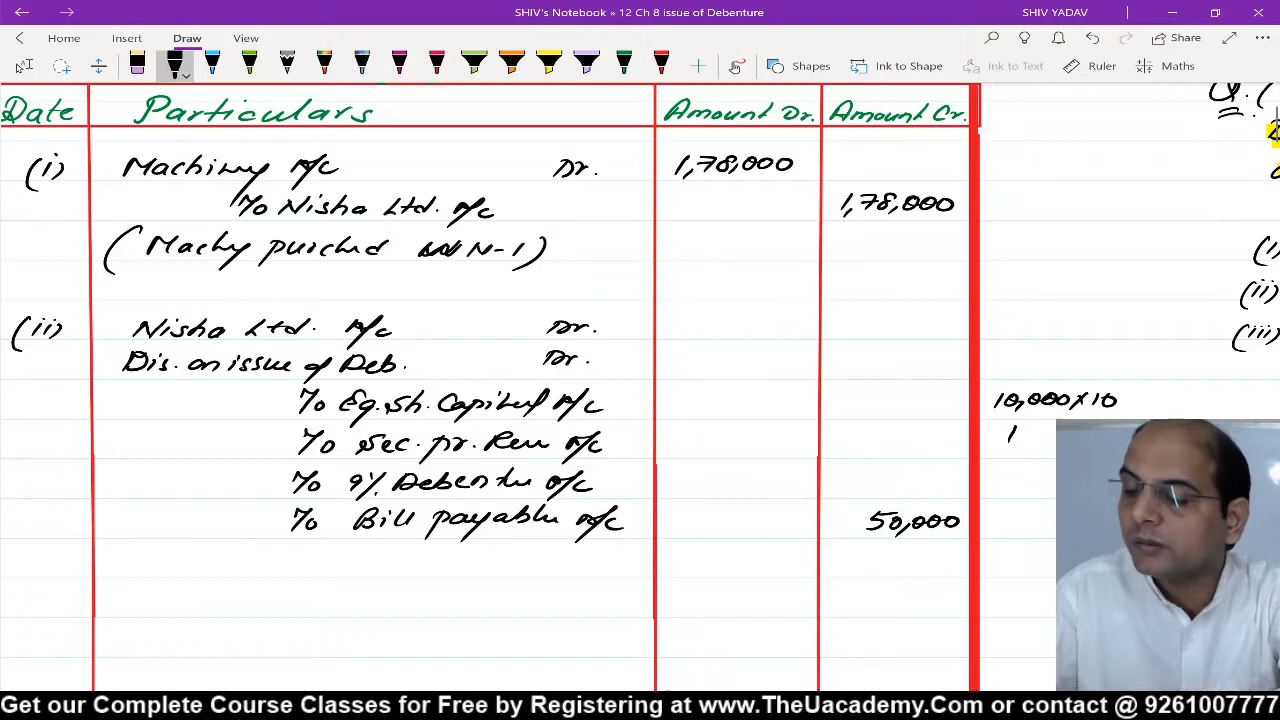 SHIV's Notebook » 12 Ch 8 issue of Debenture
SHIV YADAV
Home Insert Draw View
Share
Shapes Ink to Shape Ink to Text Ruler Maths
Date Particulars Amount Dr. Amount Cr.
Q. (
(i) Machinery A/c Dr. 1,78,000
To Nisha Ltd. A/c 1,78,000
(i)
(ii)
(iii)
(ii) Nisha Ltd. A/c Dr.
Dis. on issue of Deb. Dr.
To Eq. Sh. Capital A/c 10,000×10
To Sec. pr. Res A/c 1
To 9% Debentu A/c
To Bill payable A/c 50,000
Get our Complete Course Classes for Free by Registering at www.TheUacademy.Com or contact @ 9261007777